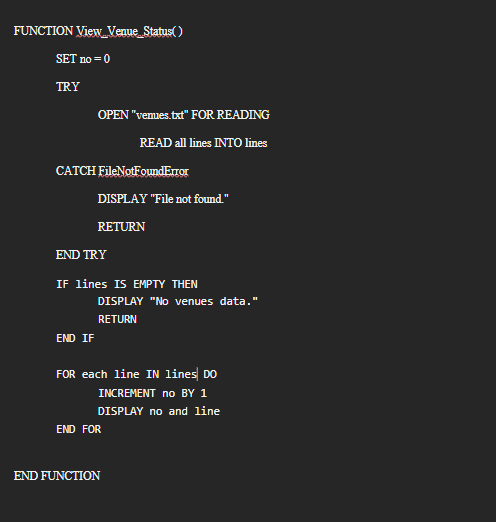 FUNCTION View_Venue_Status()
SET no = 0
TRY
OPEN "venues.txt" FOR READING
READ all lines INTO lines
CATCH FileNotFoundError
DISPLAY "File not found."
RETURN
END TRY
IF lines IS EMPTY THEN
DISPLAY "No venues data."
RETURN
END IF
FOR each line IN lines DO
INCREMENT no BY 1
DISPLAY no and line
END FOR
END FUNCTION